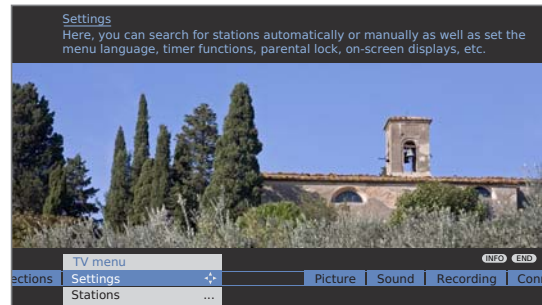 Settings
Here, you can search for stations automatically or manually as well as set the
menu language, timer functions, parental lock, on-screen displays, etc.
INFO END
TV menu
ections Settings Picture Sound Recording Conn
Stations ...